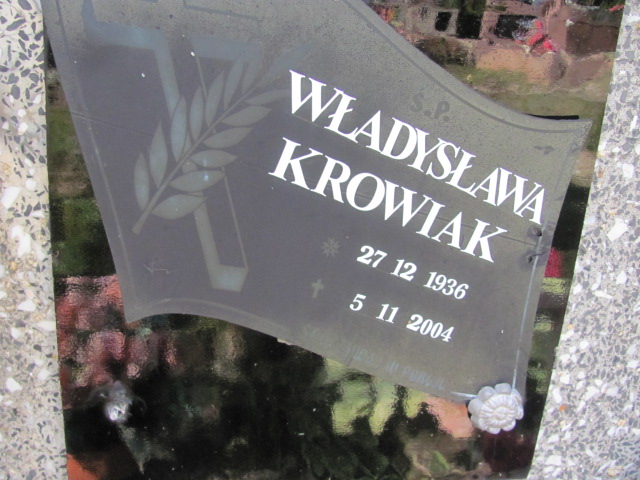 Ś.P.
WŁADYSŁAWA
KROWIAK
27 12 1936
5 11 2004